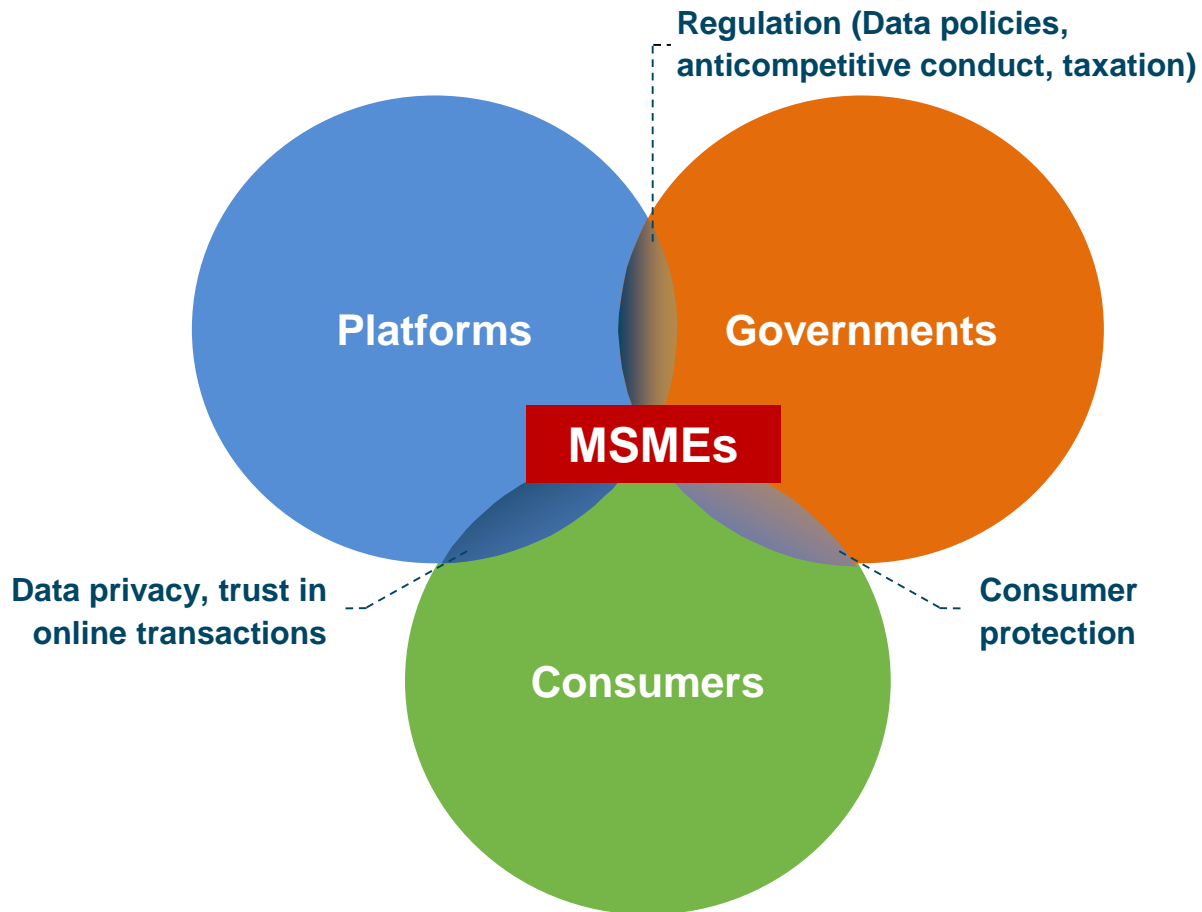 Regulation (Data policies,
anticompetitive conduct, taxation)
Platforms
Governments
MSMEs
Data privacy, trust in
online transactions
Consumer
protection
Consumers